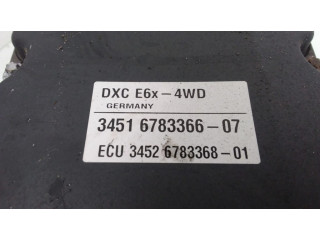 DXC E6x-4WD
GERMANY
3451 6783366-07
ECU 3452 6783368-01